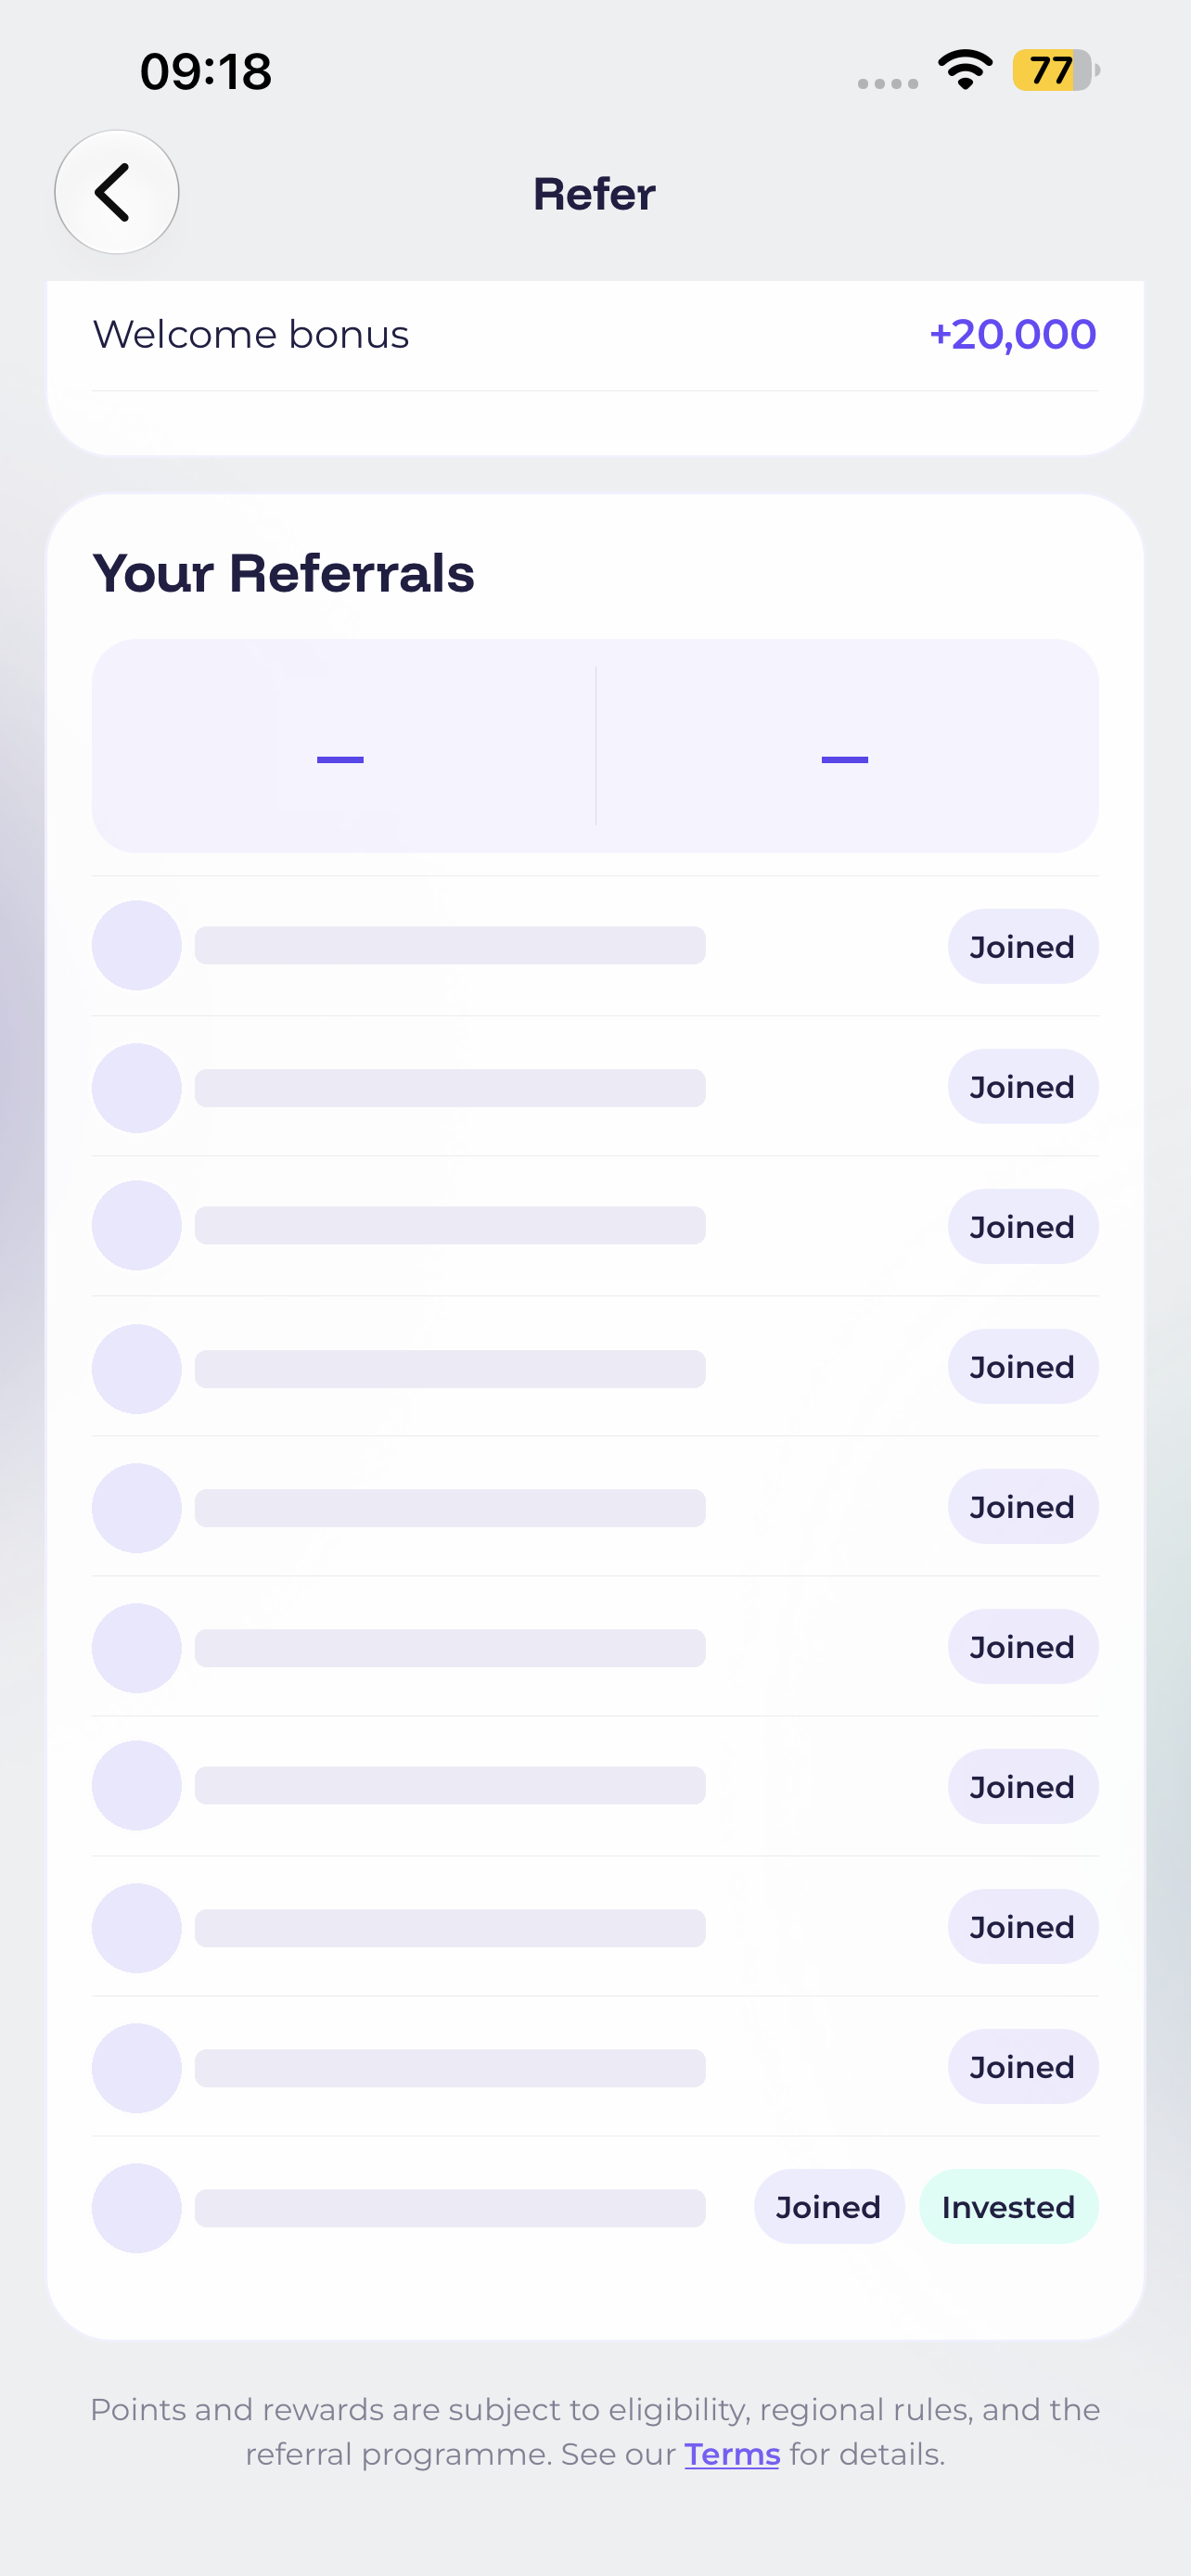 09:18
77
Refer
Welcome bonus
+20,000
Your Referrals
— —
Joined
Joined
Joined
Joined
Joined
Joined
Joined
Joined
Joined
Joined Invested
Points and rewards are subject to eligibility, regional rules, and the
referral programme. See our Terms for details.